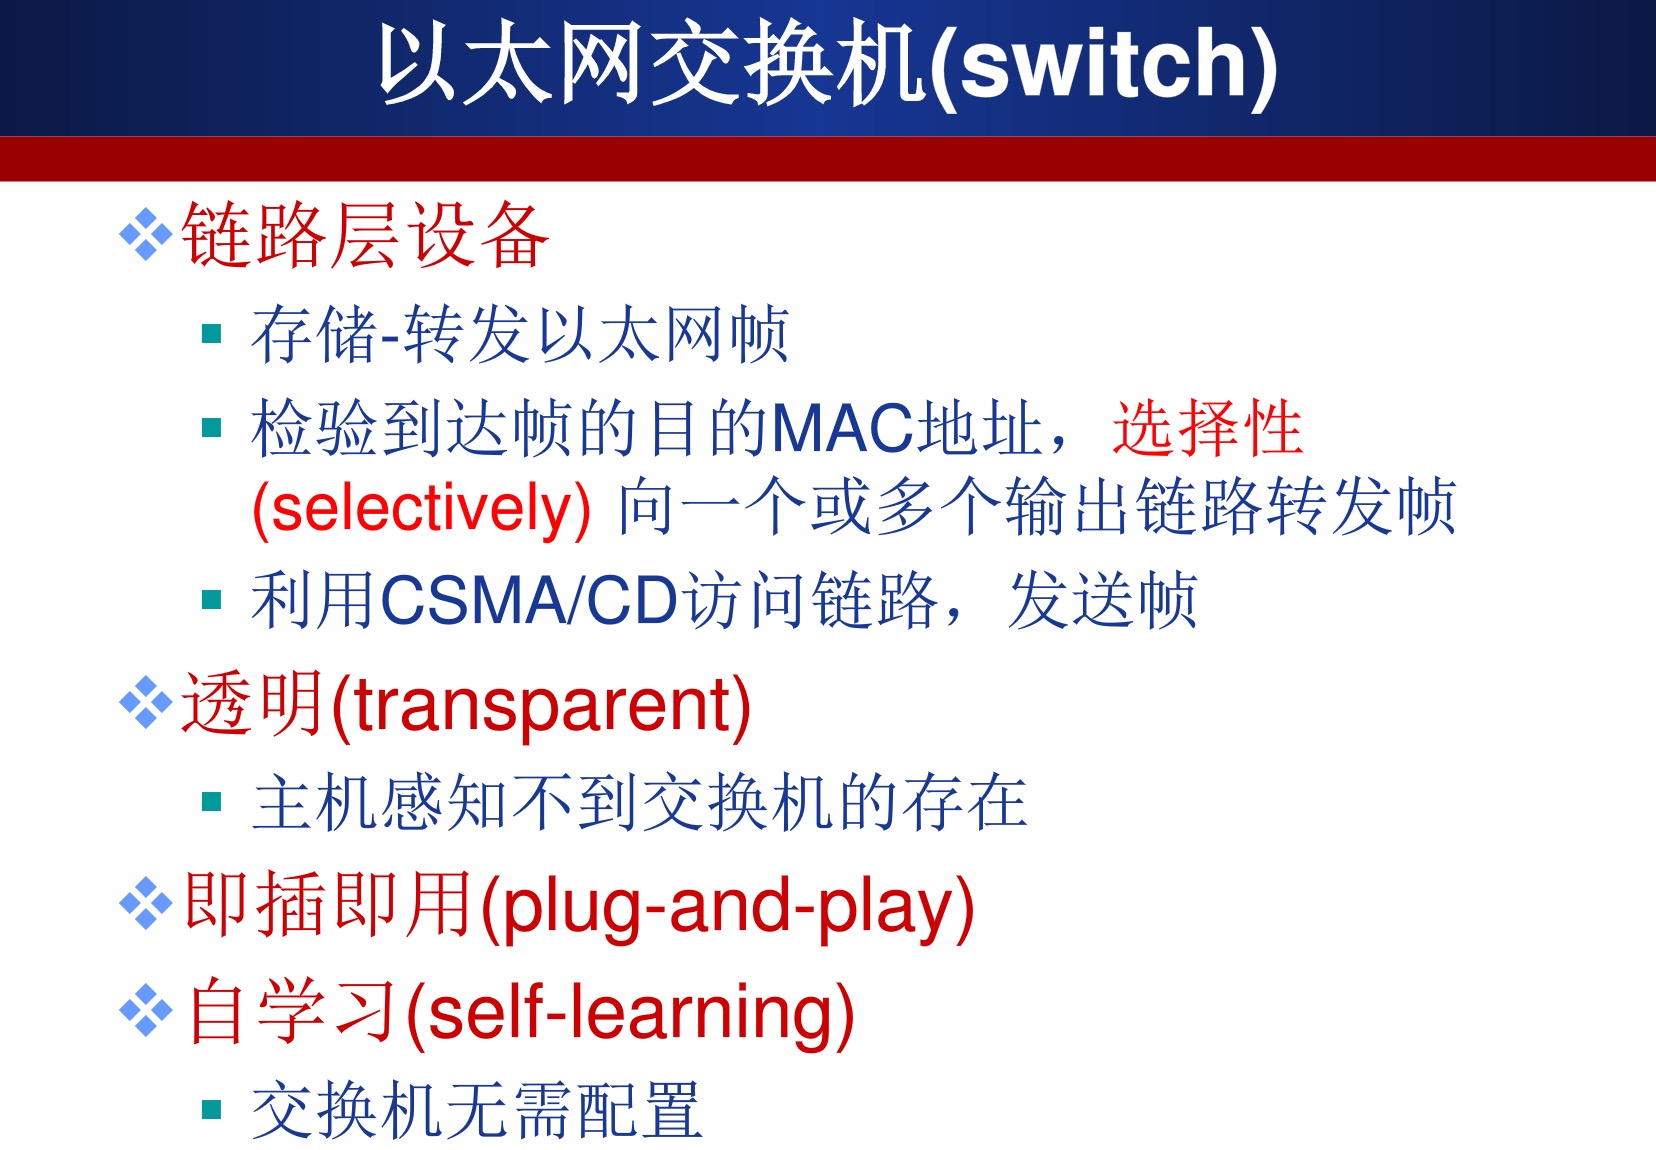 以太网交换机(switch)
链路层设备
存储-转发以太网帧
检验到达帧的目的MAC地址，选择性
(selectively) 向一个或多个输出链路转发帧
利用CSMA/CD访问链路，发送帧
透明(transparent)
主机感知不到交换机的存在
即插即用(plug-and-play)
自学习(self-learning)
交换机无需配置